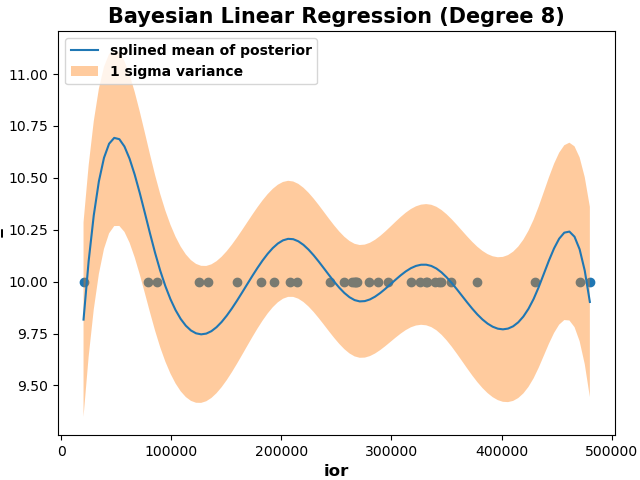 Bayesian Linear Regression (Degree 8)
splined mean of posterior
1 sigma variance
11.00
10.75
10.50
10.25
10.00
9.75
9.50
0 100000 200000 300000 400000 500000
ior